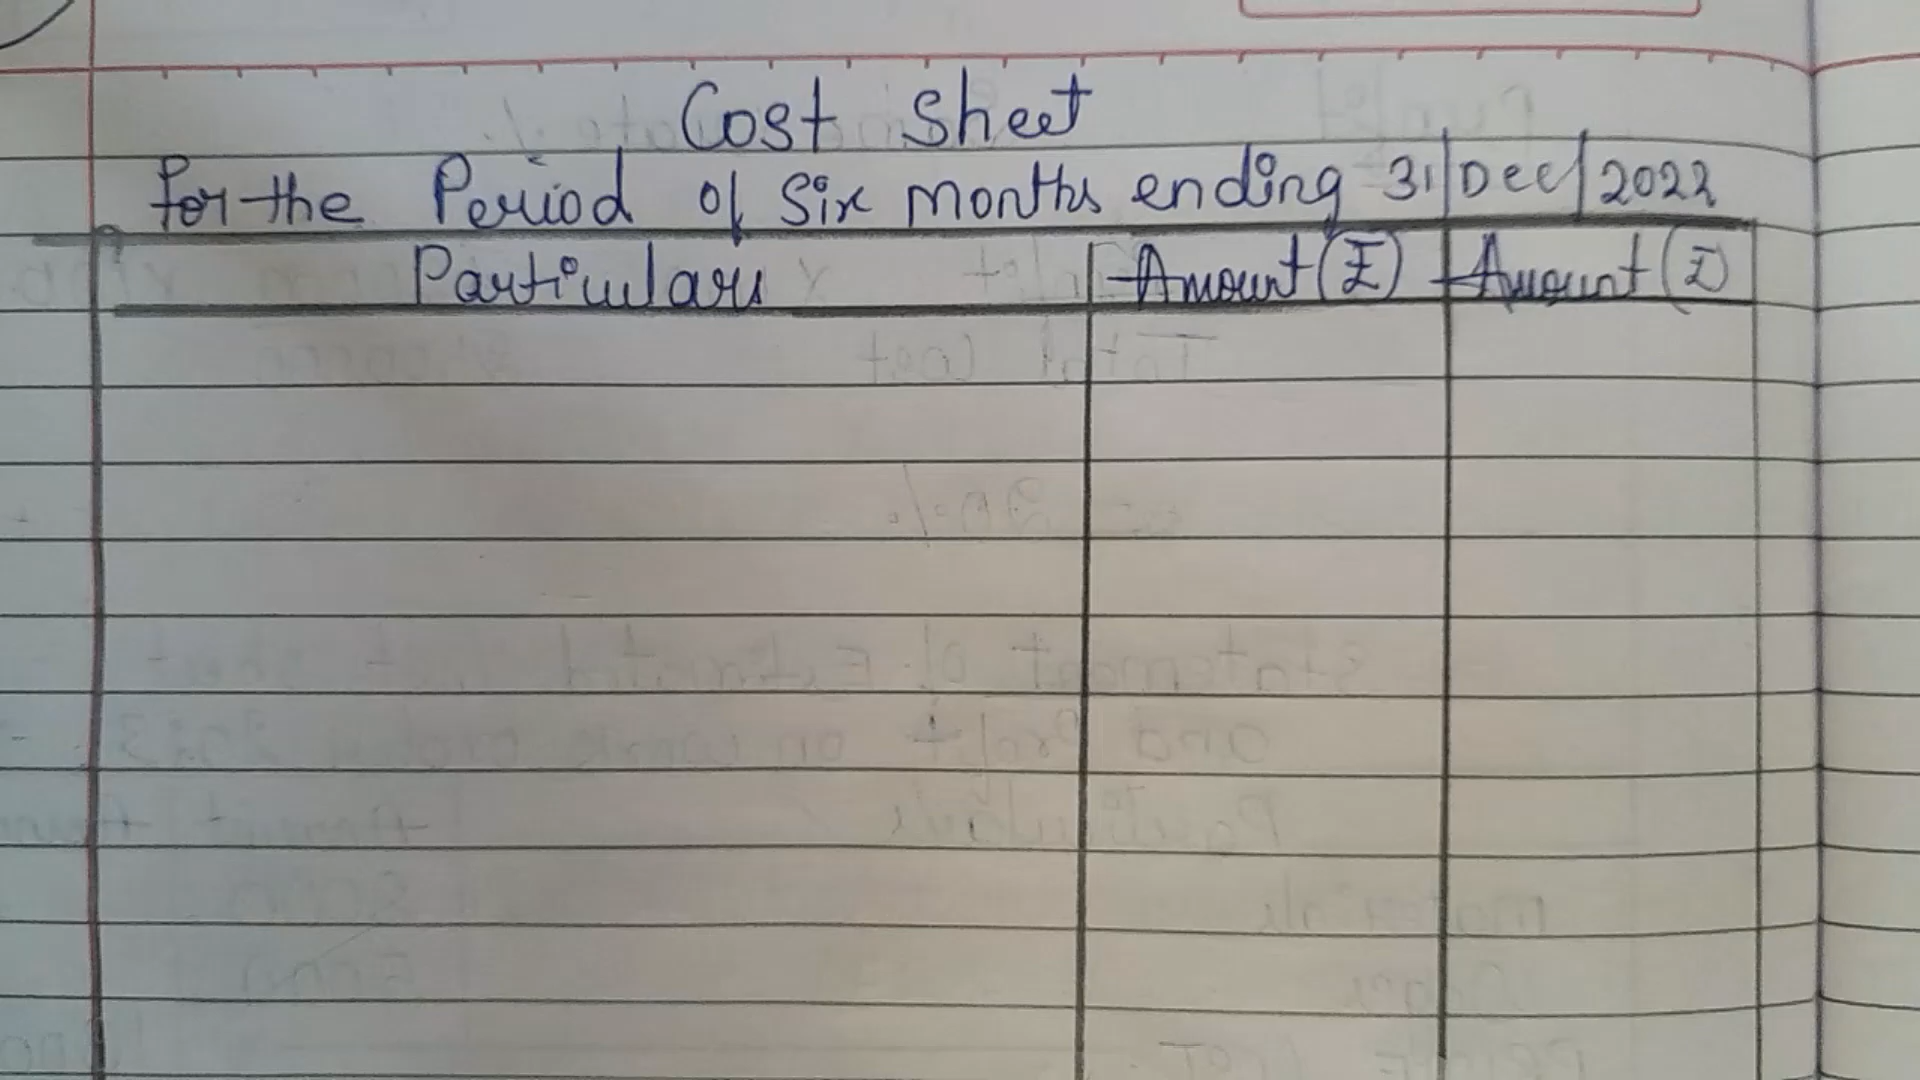 Cost Sheet
for the Period of Six months ending 31/Dec/2022
Particulars Amount (₹) Amount (₹)